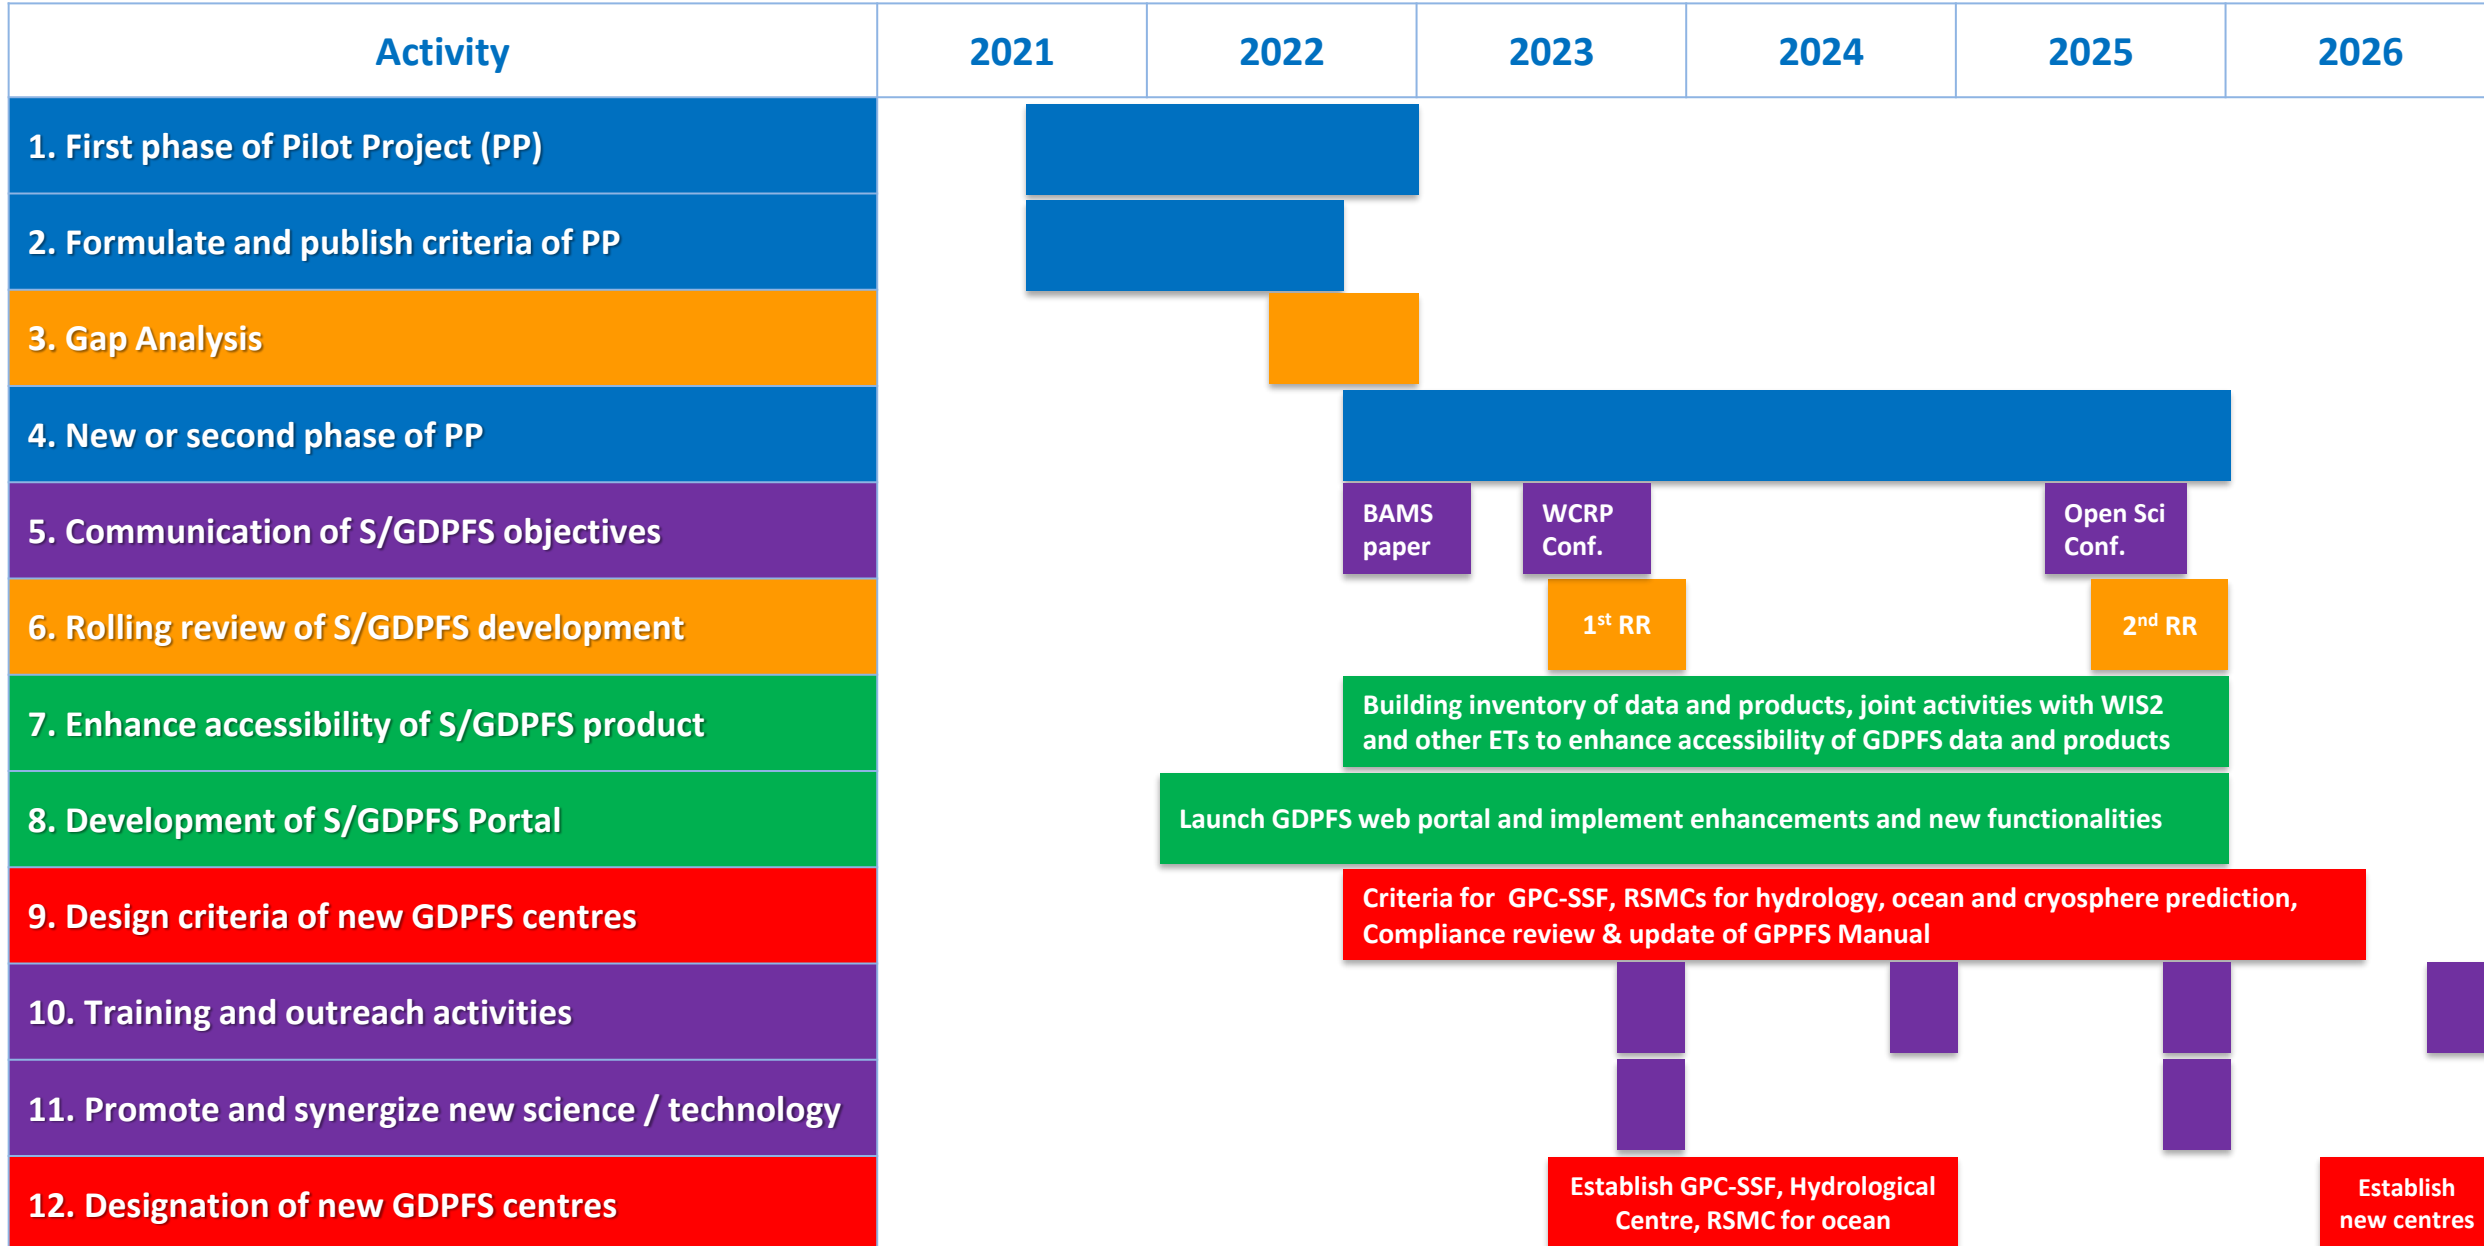 Activity
2021
2022
2023
2024
2025
2026
1. First phase of Pilot Project (PP)
2. Formulate and publish criteria of PP
3. Gap Analysis
4. New or second phase of PP
5. Communication of S/GDPFS objectives
BAMS
paper
WCRP
Conf.
Open Sci
Conf.
6. Rolling review of S/GDPFS development
1st RR
2nd RR
7. Enhance accessibility of S/GDPFS product
Building inventory of data and products, joint activities with WIS2
and other ETs to enhance accessibility of GDPFS data and products
8. Development of S/GDPFS Portal
Launch GDPFS web portal and implement enhancements and new functionalities
9. Design criteria of new GDPFS centres
Criteria for GPC-SSF, RSMCs for hydrology, ocean and cryosphere prediction,
Compliance review & update of GPPFS Manual
10. Training and outreach activities
11. Promote and synergize new science / technology
12. Designation of new GDPFS centres
Establish GPC-SSF, Hydrological
Centre, RSMC for ocean
Establish
new centres